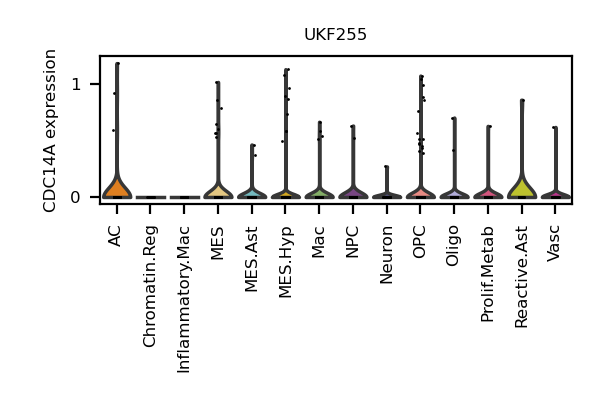 UKF255
CDC14A expression
1
0
AC
Chromatin.Reg
Inflammatory.Mac
MES
MES.Ast
MES.Hyp
Mac
NPC
Neuron
OPC
Oligo
Prolif.Metab
Reactive.Ast
Vasc